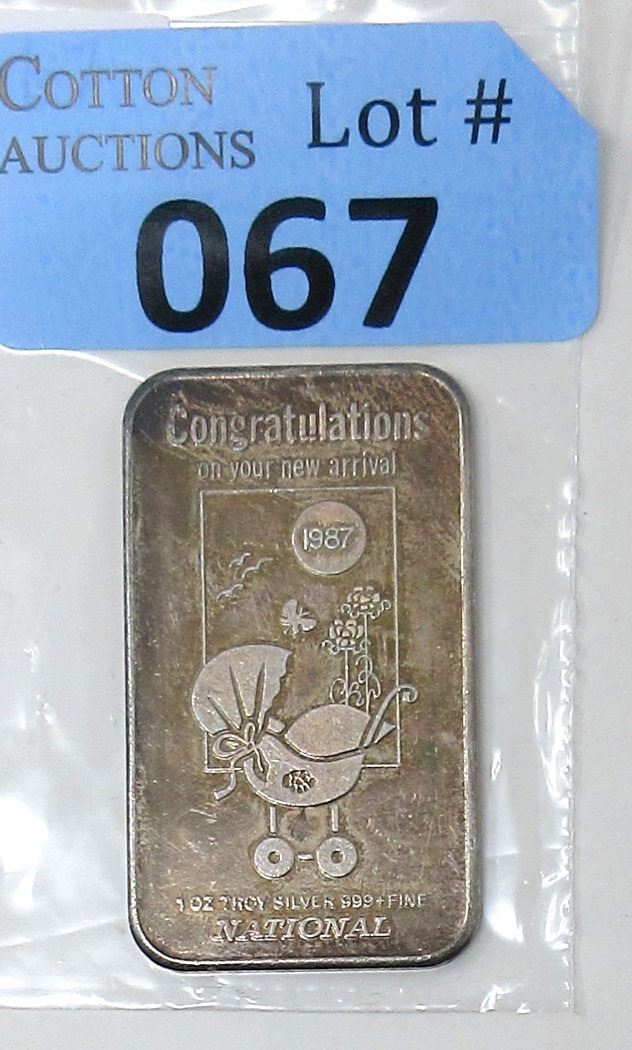 COTTON
AUCTIONS
Lot #
067
Congratulations
on your new arrival
1987
1 OZ TROY SILVER 999+FINE
NATIONAL